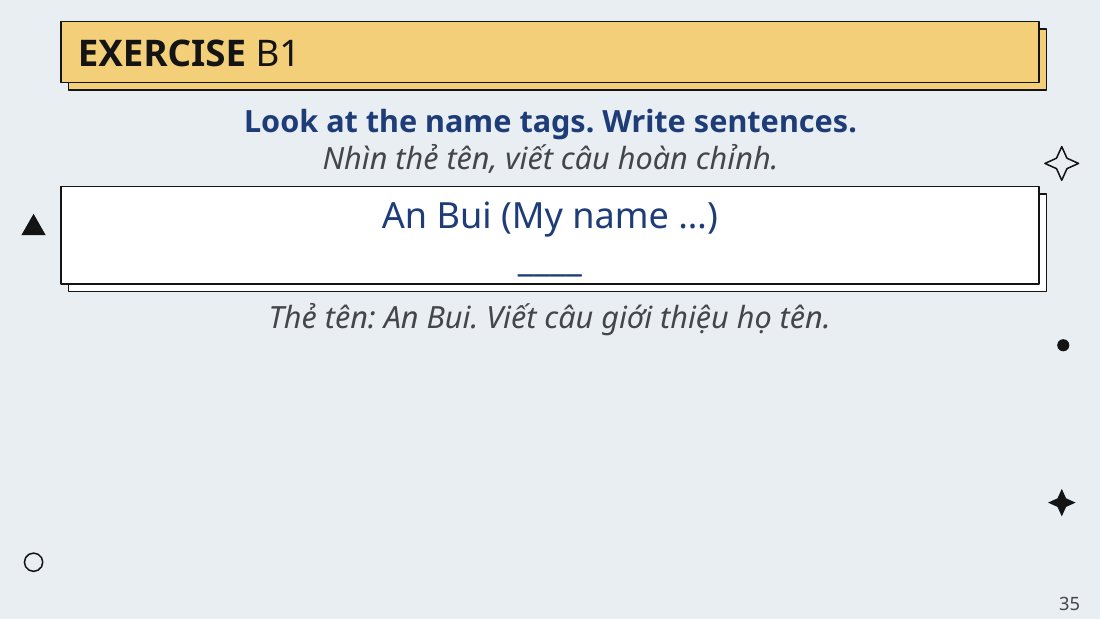 EXERCISE B1
Look at the name tags. Write sentences.
Nhìn thẻ tên, viết câu hoàn chỉnh.
An Bui (My name ...)
____
Thẻ tên: An Bui. Viết câu giới thiệu họ tên.
35